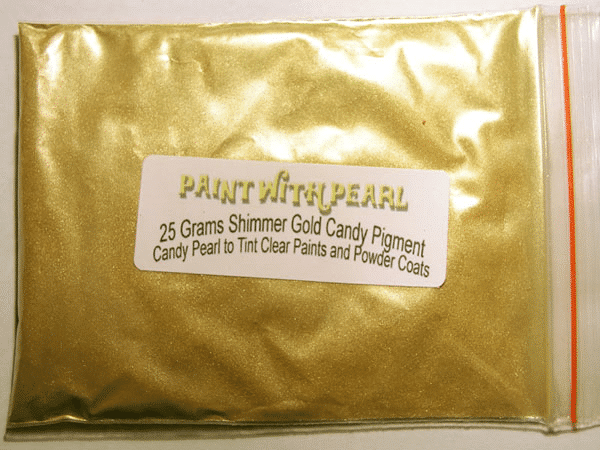 PAINT WITH PEARL
25 Grams Shimmer Gold Candy Pigment
Candy Pearl to Tint Clear Paints and Powder Coats